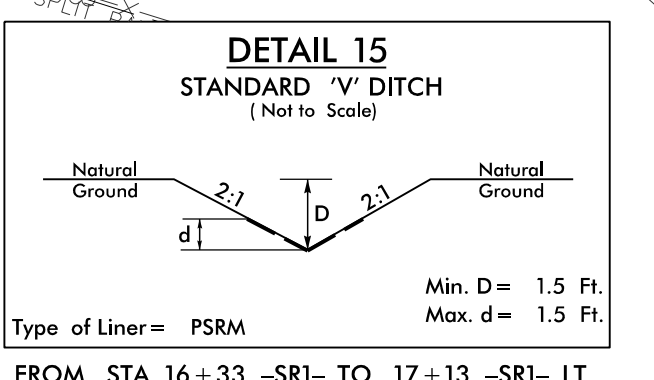 DETAIL 15
STANDARD 'V' DITCH
( Not to Scale)
Natural
Ground
2:1
D
2:1
Natural
Ground
d
Min. D = 1.5 Ft.
Max. d = 1.5 Ft.
Type of Liner = PSRM
FROM STA 16+33 -SR1- TO 17+13 -SR1- LT